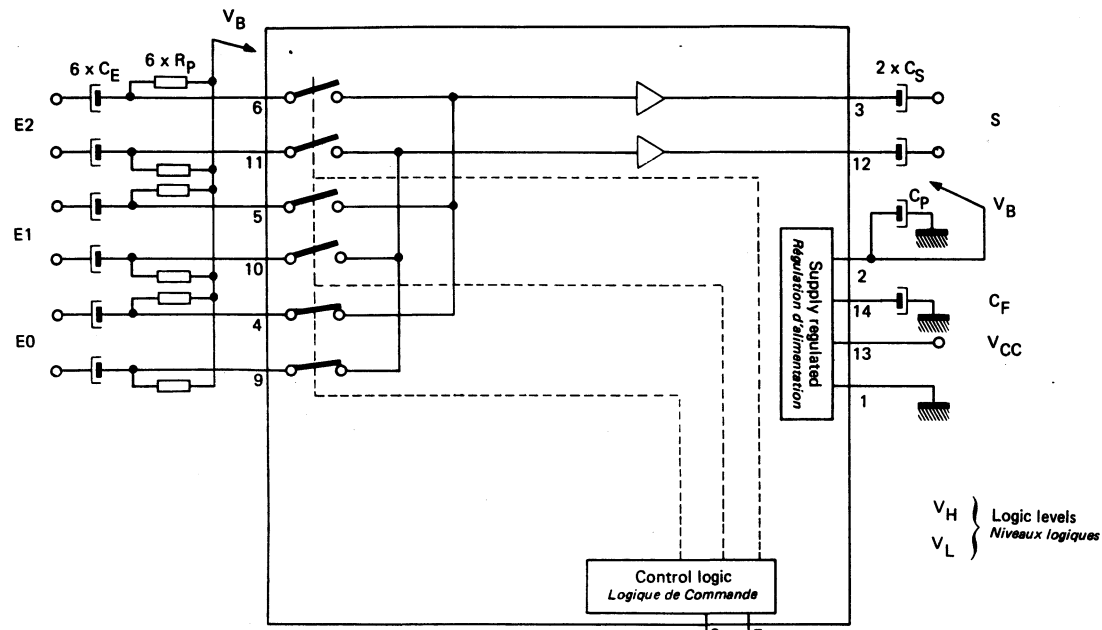 V_B
6 x C_E
6 x R_P
2 x C_S
6
3
E2
S
11
12
5
C_P
V_B
E1
10
2
Supply regulated
Régulation d'alimentation
4
14
C_F
E0
13
V_CC
9
1
V_H
V_L
Logic levels
Niveaux logiques
Control logic
Logique de Commande